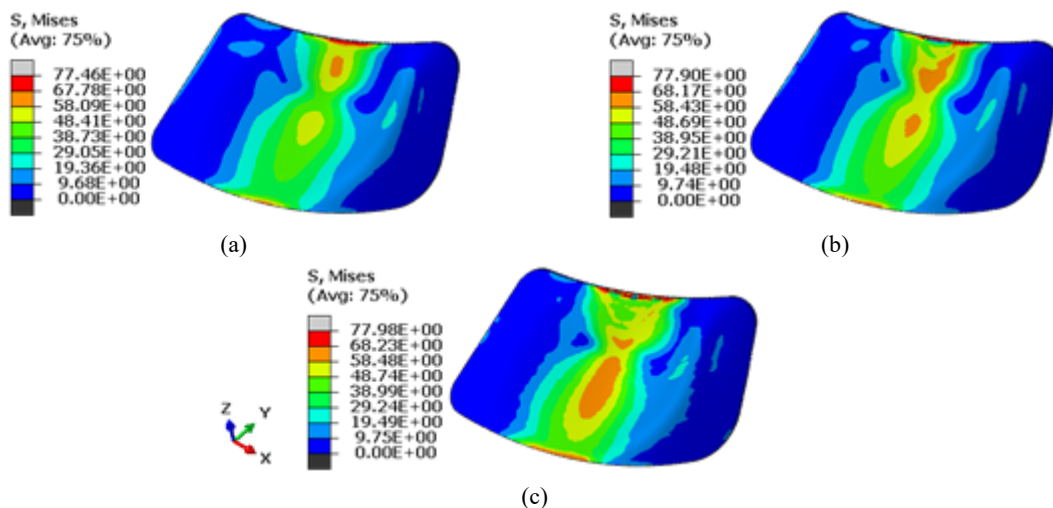 S, Mises
(Avg: 75%)
77.46E+00
67.78E+00
58.09E+00
48.41E+00
38.73E+00
29.05E+00
19.36E+00
9.68E+00
0.00E+00
(a)
S, Mises
(Avg: 75%)
77.90E+00
68.17E+00
58.43E+00
48.69E+00
38.95E+00
29.21E+00
19.48E+00
9.74E+00
0.00E+00
(b)
S, Mises
(Avg: 75%)
77.98E+00
68.23E+00
58.48E+00
48.74E+00
38.99E+00
29.24E+00
19.49E+00
9.75E+00
0.00E+00
Z
Y
X
(c)